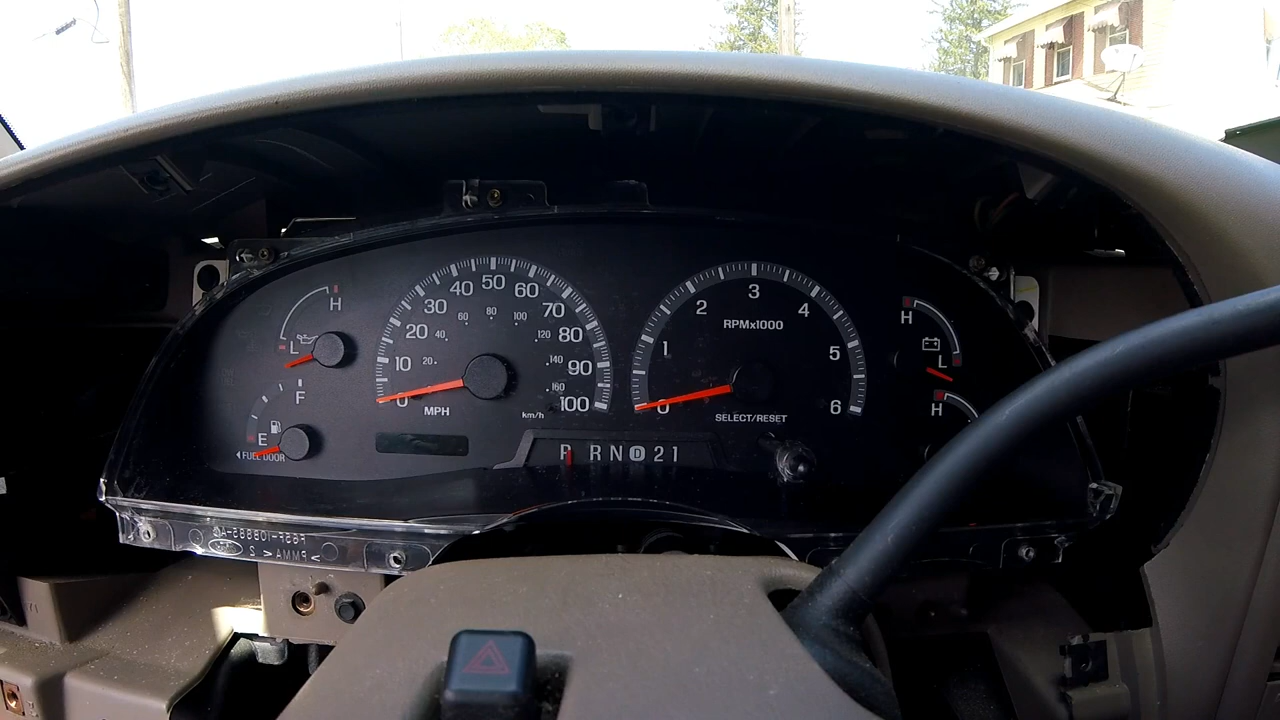 H
L
F
E
FUEL DOOR
0
10
20
30
40
50
60
70
80
90
100
20
40
60
80
100
120
140
160
MPH
km/h
0
1
2
3
4
5
6
RPMx1000
SELECT/RESET
P R N D 2 1
H
L
H
> PMMA <